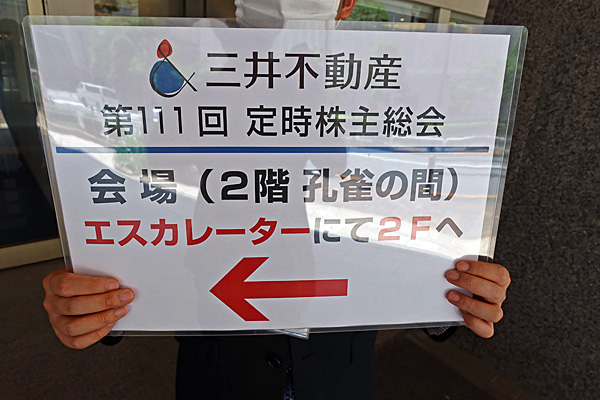 三井不動産
第111回 定時株主総会
会場（2階 孔雀の間）
エスカレーターにて2Fへ